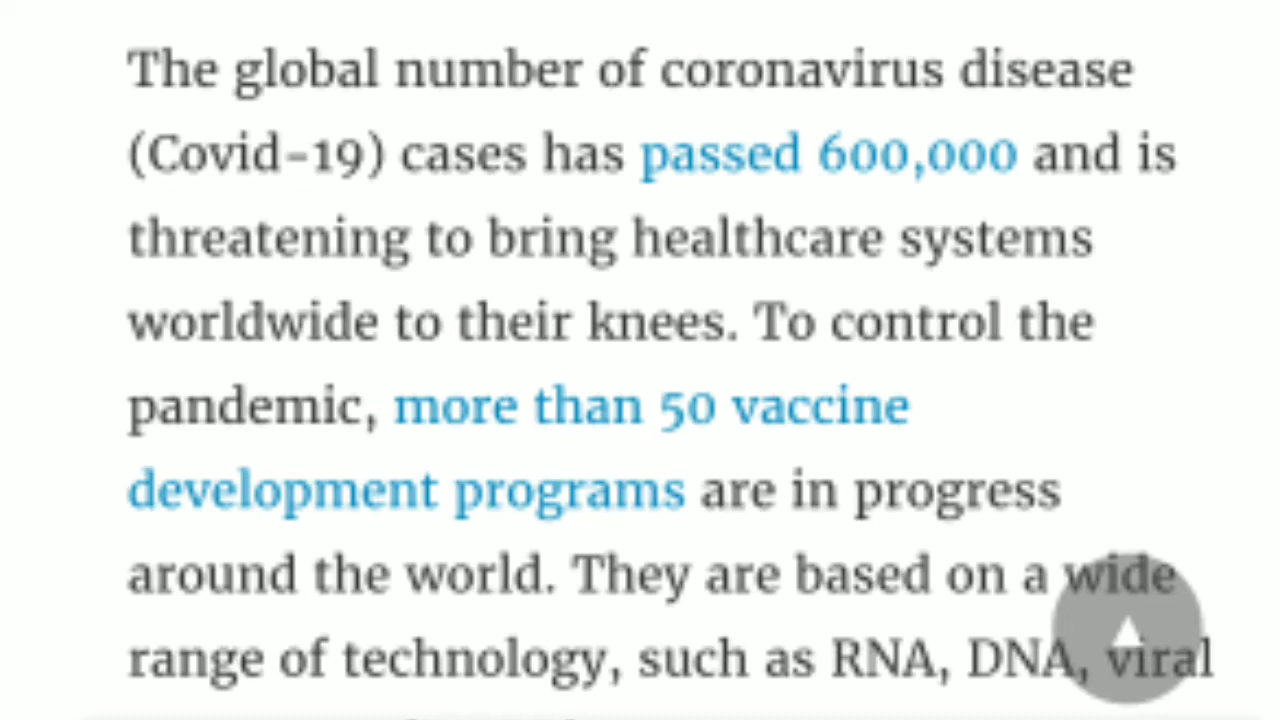 The global number of coronavirus disease
(Covid-19) cases has passed 600,000 and is
threatening to bring healthcare systems
worldwide to their knees. To control the
pandemic, more than 50 vaccine
development programs are in progress
around the world. They are based on a wide
range of technology, such as RNA, DNA, viral